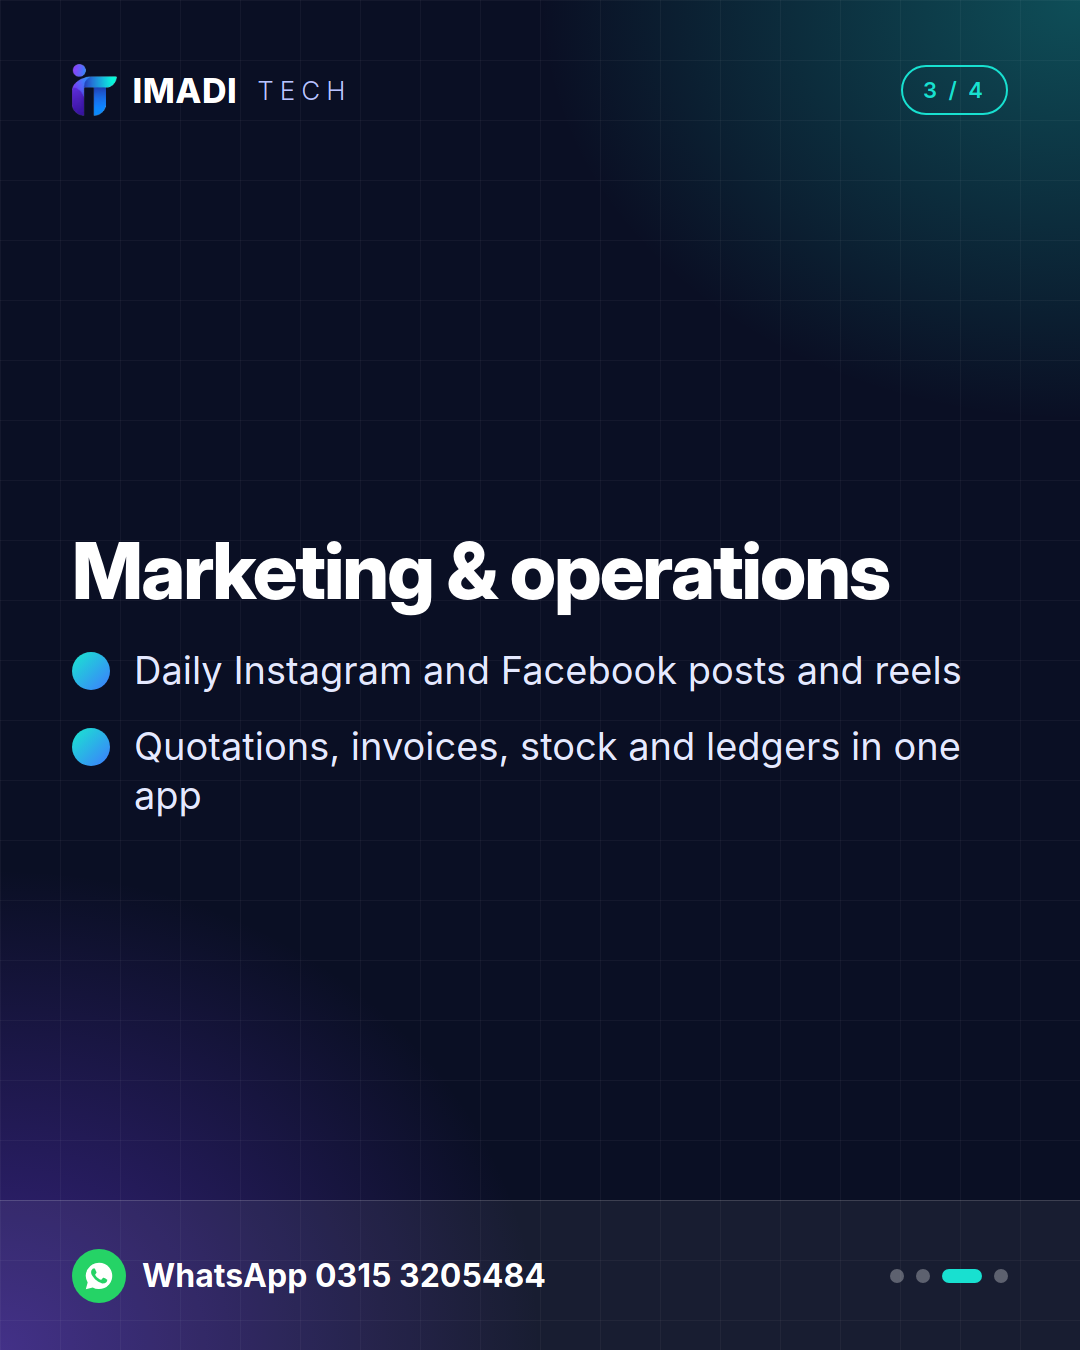 IMADI TECH
3 / 4
Marketing & operations
Daily Instagram and Facebook posts and reels
Quotations, invoices, stock and ledgers in one
app
WhatsApp 0315 3205484